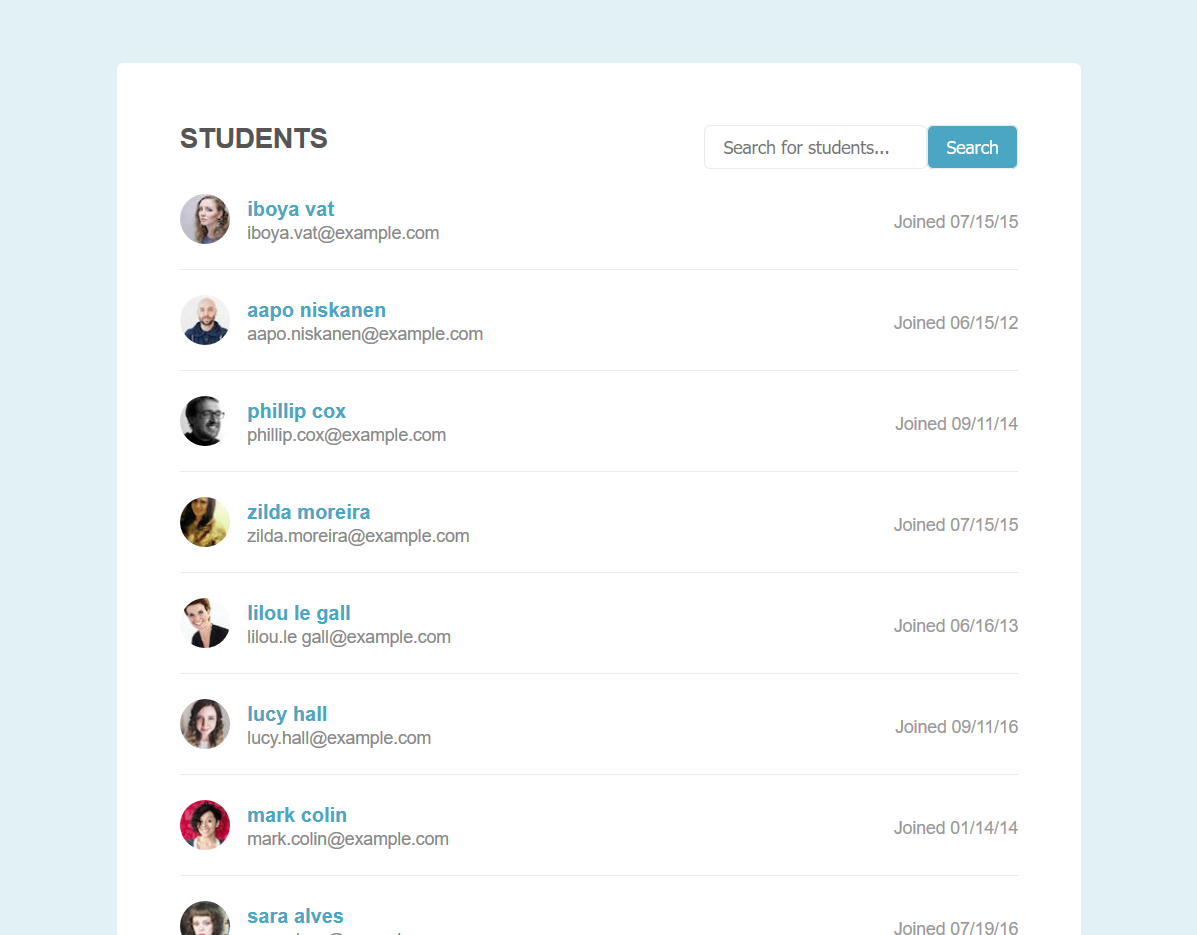 STUDENTS
Search for students...
Search
iboya vat
iboya.vat@example.com
Joined 07/15/15
aapo niskanen
aapo.niskanen@example.com
Joined 06/15/12
phillip cox
phillip.cox@example.com
Joined 09/11/14
zilda moreira
zilda.moreira@example.com
Joined 07/15/15
lilou le gall
lilou.le gall@example.com
Joined 06/16/13
lucy hall
lucy.hall@example.com
Joined 09/11/16
mark colin
mark.colin@example.com
Joined 01/14/14
sara alves
Joined 07/19/16